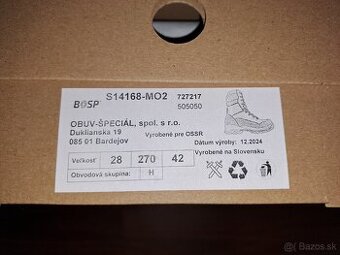 BOSP S14168-MO2 727217
505050
OBUV-ŠPECIÁL, spol. s r.o.
Duklianska 19
085 01 Bardejov
Vyrobené pre OSSR
Dátum výroby: 12.2024
Vyrobené na Slovensku
Veľkosť 28 270 42
Obvodová skupina: H
Bazos.sk